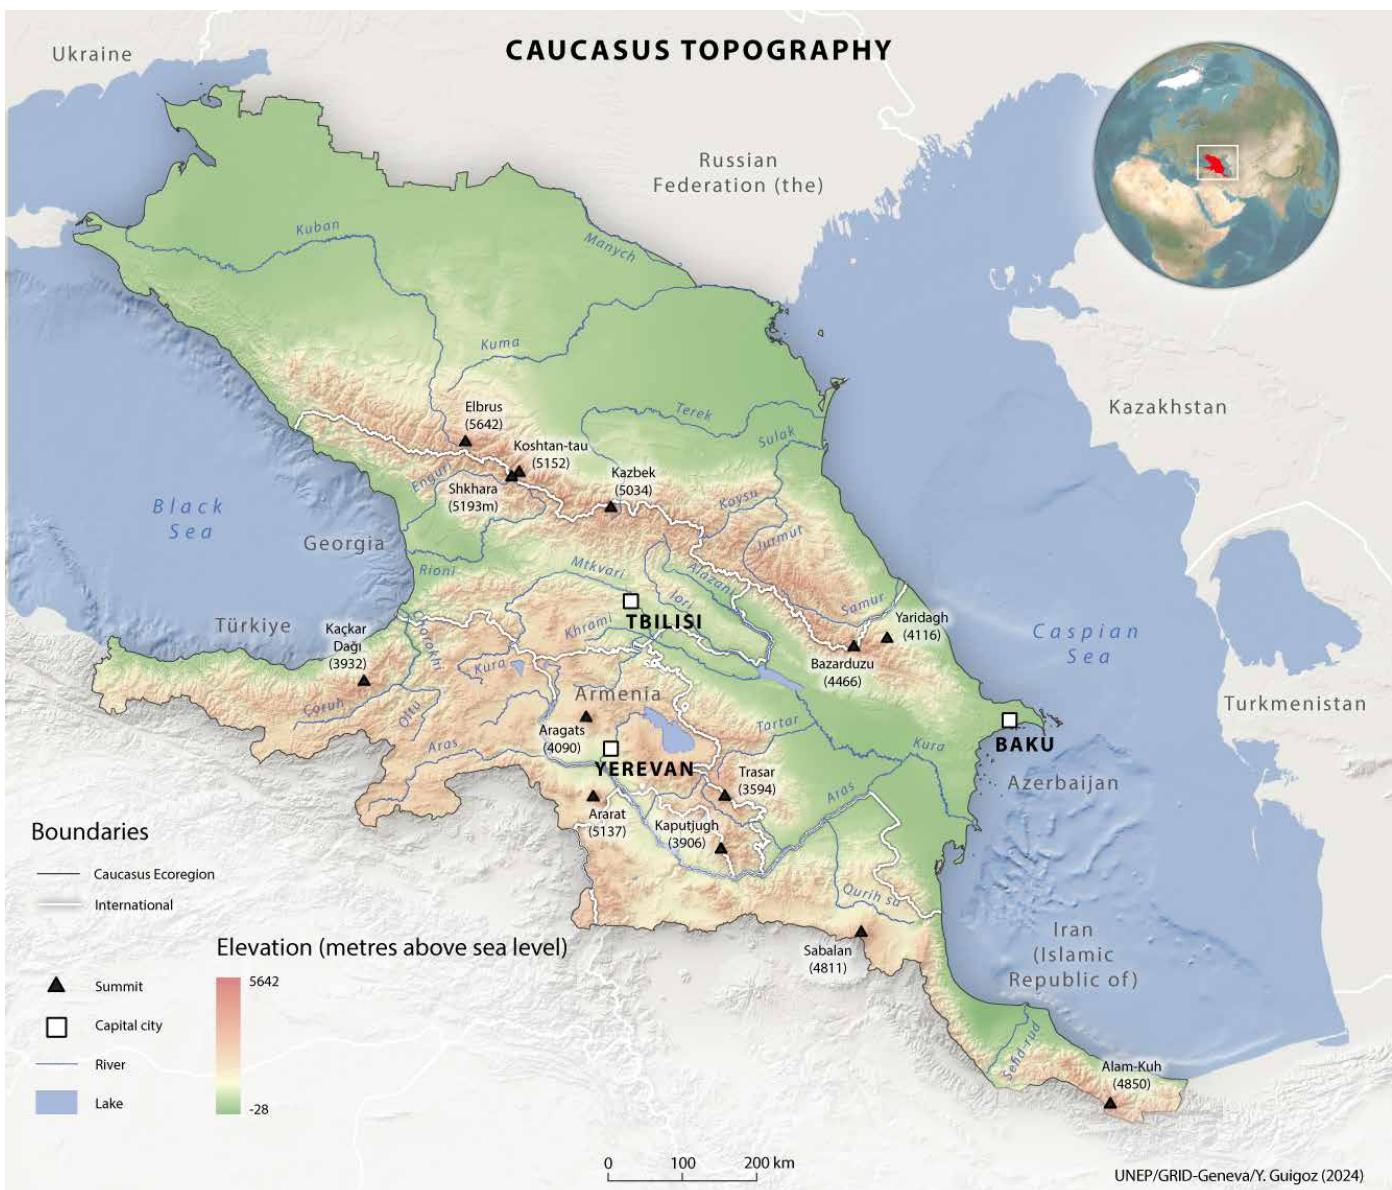 CAUCASUS TOPOGRAPHY
Ukraine
Russian
Federation (the)
Kuban
Manych
Kuma
Elbrus
(5642)
Koshtan-tau
(5152)
Terek
Sulak
Kazakhstan
Enguri
Shkhara
(5193m)
Kazbek
(5034)
Koysu
Jurmut
Black
Sea
Georgia
Rioni
Mtkvari
Alazani
Iori
Samur
Yaridagh
(4116)
Caspian
Sea
Türkiye
Kaçkar
Dağı
(3932)
Chorokhi
Khrami
TBILISI
Bazarduzu
(4466)
Kura
Çoruh
Oltu
Armenia
Turkmenistan
Aragats
(4090)
Tartar
Kura
BAKU
Aras
YEREVAN
Trasar
(3594)
Aras
Azerbaijan
Ararat
(5137)
Kaputjugh
(3906)
Qurih su
Sabalan
(4811)
Iran
(Islamic
Republic of)
Sefid-rud
Alam-Kuh
(4850)
Boundaries
Caucasus Ecoregion
International
Elevation (metres above sea level)
Summit
5642
Capital city
River
Lake
-28
0 100 200 km
UNEP/GRID-Geneva/Y. Guigoz (2024)